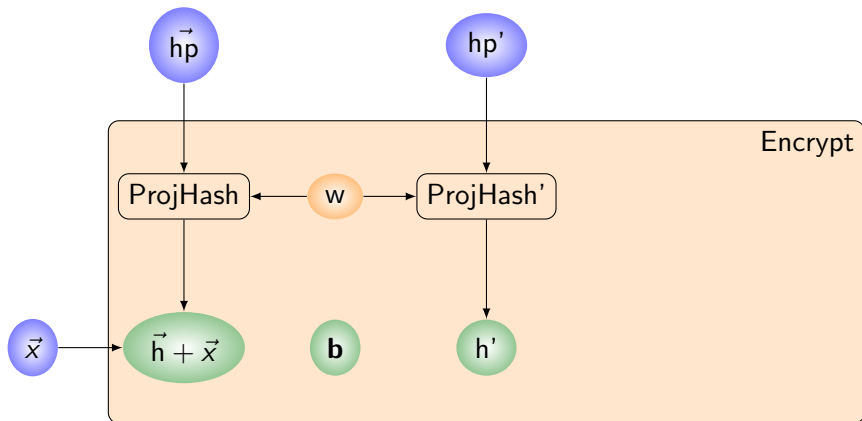 h⃗p hp'
Encrypt
ProjHash w ProjHash'
x⃗ h⃗ + x⃗ b h'